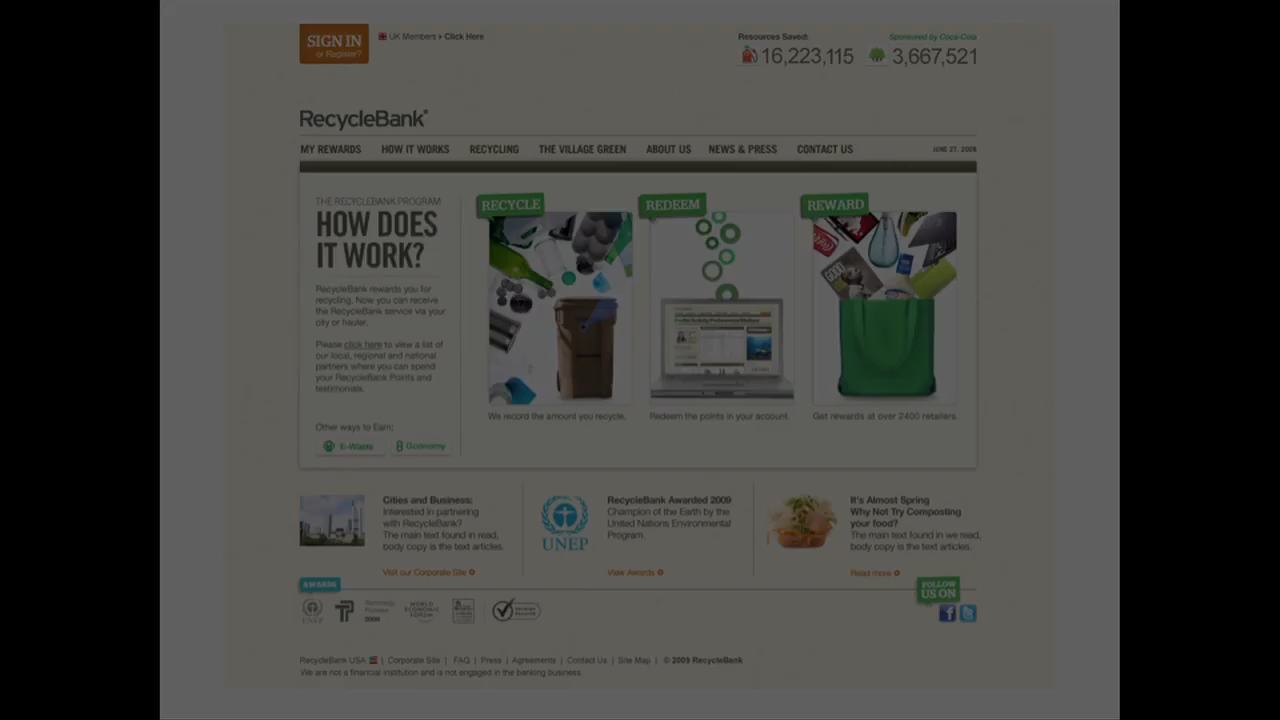 SIGN IN
or Register?
UK Members > Click Here
Resources Saved:
Sponsored by Coca-Cola
16,223,115
3,667,521
RecycleBank
MY REWARDS HOW IT WORKS RECYCLING THE VILLAGE GREEN ABOUT US NEWS & PRESS CONTACT US
THE RECYCLEBANK PROGRAM
HOW DOES
IT WORK?
RecycleBank rewards you for
recycling. Now you can receive
the RecycleBank service via your
city or hauler.
Please click here to view a list of
our local, regional and national
partners where you can spend
your RecycleBank Points and
testimonials.
Other ways to Earn:
E-Waste
Gconomy
RECYCLE
We record the amount you recycle.
REDEEM
Redeem the points in your account.
REWARD
GOOD
Get rewards at over 2400 retailers.
Cities and Business:
Interested in partnering
with RecycleBank?
The main text found in read,
body copy is the text articles.
Visit our Corporate Site
UNEP
RecycleBank Awarded 2009
Champion of the Earth by the
United Nations Environmental
Program.
View Awards
It's Almost Spring
Why Not Try Composting
your food?
The main text found in we read,
body copy is the text articles.
Read more
AWARDS
FOLLOW
US ON
UNEP
Technology
Pioneer
2009
WORLD
ECONOMIC
FORUM
RecycleBank USA | Corporate Site | FAQ | Press | Agreements | Contact Us | Site Map | © 2009 RecycleBank
We are not a financial institution and is not engaged in the banking business